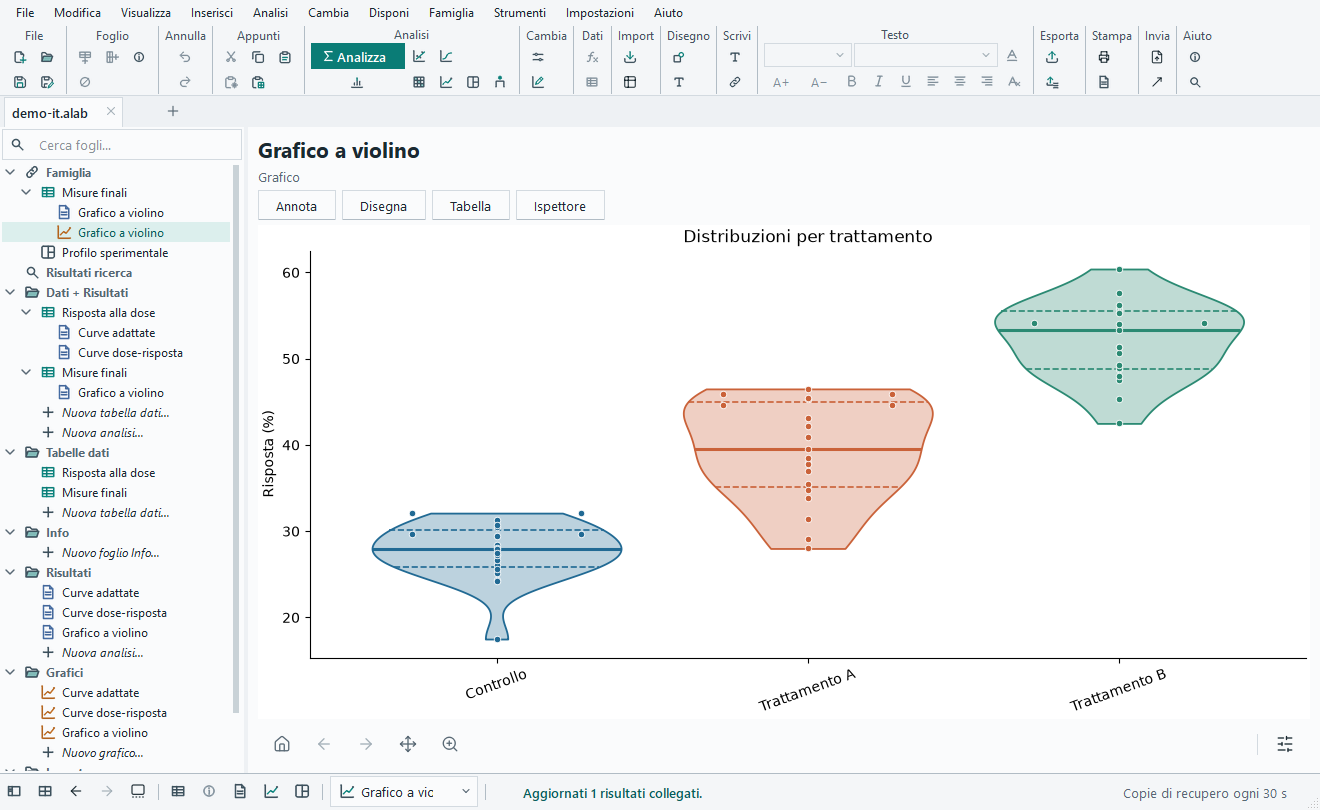 File Modifica Visualizza Inserisci Analisi Cambia Disponi Famiglia Strumenti Impostazioni Aiuto
File Foglio Annulla Appunti Analisi Cambia Dati Import Disegno Scrivi Testo Esporta Stampa Invia Aiuto
Σ Analizza
A+ A− B I U
demo-it.alab
Cerca fogli...
Famiglia
Misure finali
Grafico a violino
Grafico a violino
Profilo sperimentale
Risultati ricerca
Dati + Risultati
Risposta alla dose
Curve adattate
Curve dose-risposta
Misure finali
Grafico a violino
Nuova tabella dati...
Nuova analisi...
Tabelle dati
Risposta alla dose
Misure finali
Nuova tabella dati...
Info
Nuovo foglio Info...
Risultati
Curve adattate
Curve dose-risposta
Grafico a violino
Nuova analisi...
Grafici
Curve adattate
Curve dose-risposta
Grafico a violino
Nuovo grafico...
Grafico a violino
Grafico
Annota Disegna Tabella Ispettore
Distribuzioni per trattamento
Risposta (%)
60
50
40
30
20
Controllo Trattamento A Trattamento B
Grafico a vio
Aggiornati 1 risultati collegati.
Copie di recupero ogni 30 s